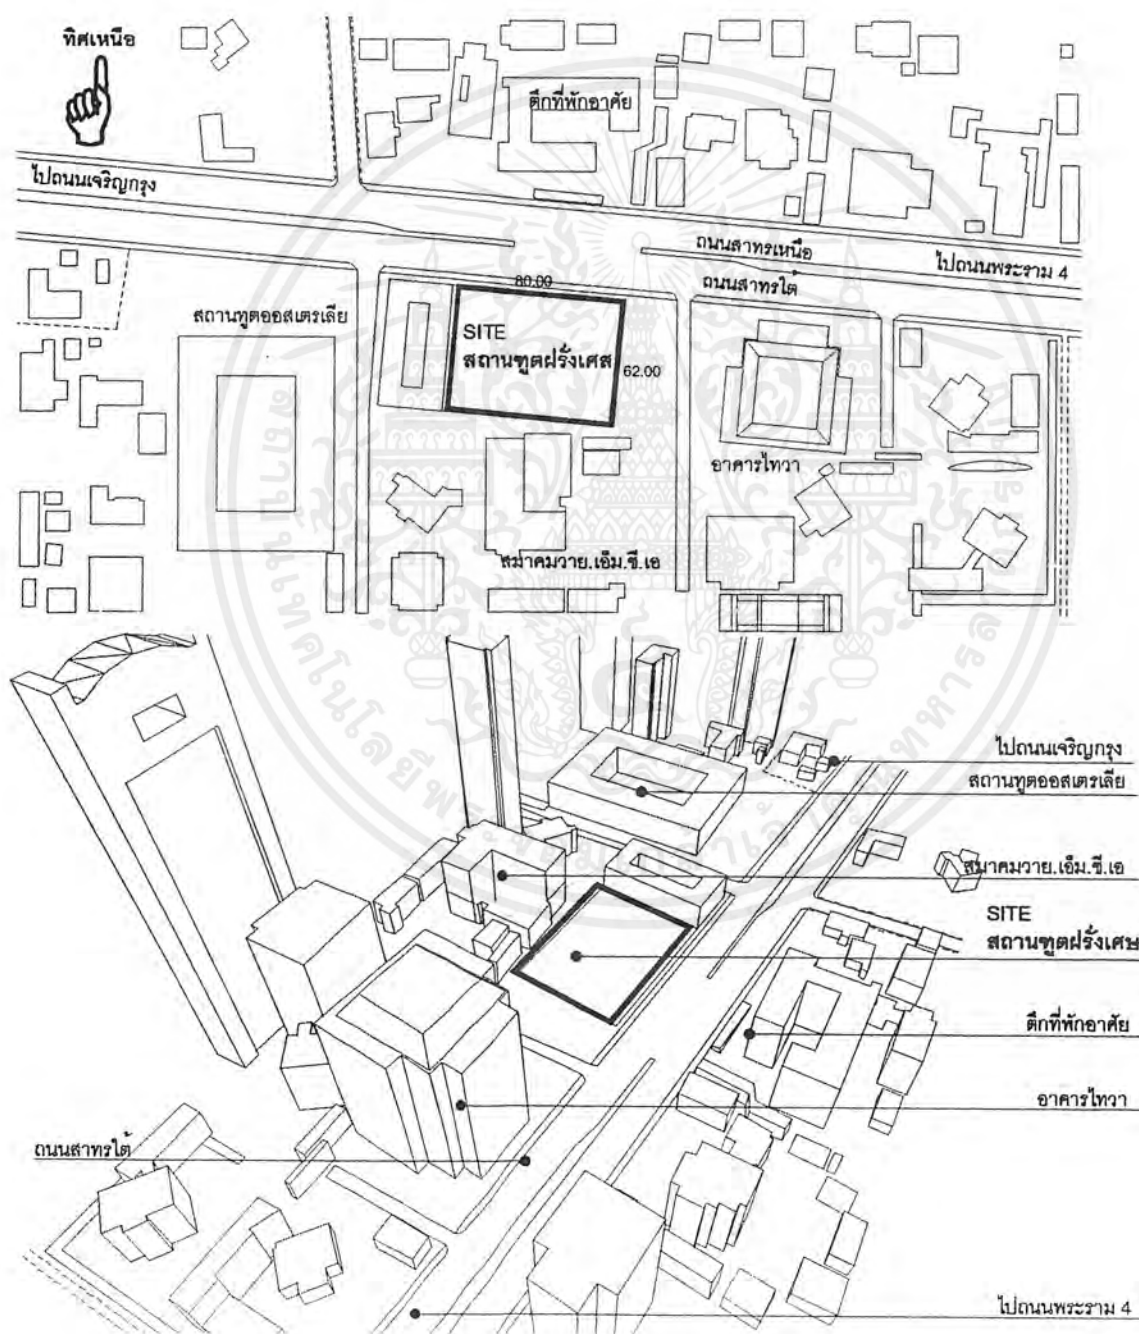 ทิศเหนือ
ตึกที่พักอาศัย
ไปถนนเจริญกรุง
ถนนสาทรเหนือ
ไปถนนพระราม 4
ถนนสาทรใต้
80.00
สถานทูตออสเตรเลีย
SITE
สถานฑูตฝรั่งเศส
62.00
อาคารไทวา
สมาคมวาย.เอ็ม.ซี.เอ
ไปถนนเจริญกรุง
สถานทูตออสเตรเลีย
สมาคมวาย.เอ็ม.ซี.เอ
SITE
สถานฑูตฝรั่งเศษ
ตึกที่พักอาศัย
อาคารไทวา
ถนนสาทรใต้
ไปถนนพระราม 4